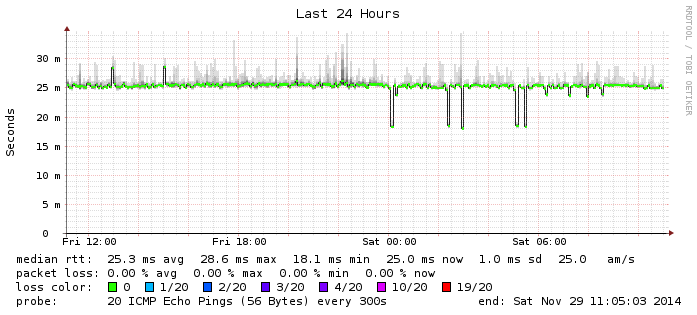 Last 24 Hours
RRDTOOL / TOBI OETIKER
Seconds
30 m
25 m
20 m
15 m
10 m
5 m
0
Fri 12:00 Fri 18:00 Sat 00:00 Sat 06:00
median rtt: 25.3 ms avg 28.6 ms max 18.1 ms min 25.0 ms now 1.0 ms sd 25.0 am/s
packet loss: 0.00 % avg 0.00 % max 0.00 % min 0.00 % now
loss color: 0 1/20 2/20 3/20 4/20 10/20 19/20
probe: 20 ICMP Echo Pings (56 Bytes) every 300s end: Sat Nov 29 11:05:03 2014